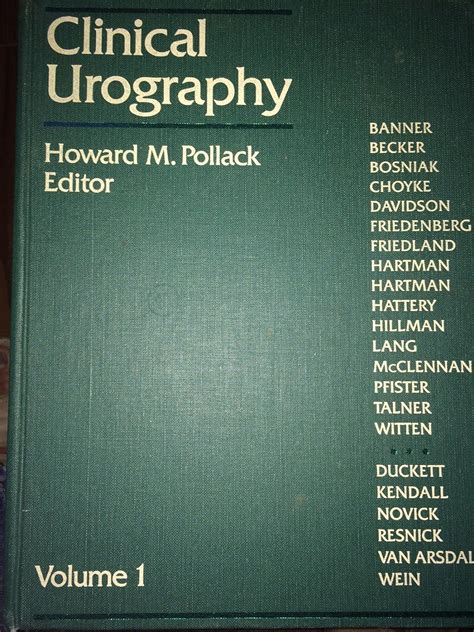 Clinical
Urography
Howard M. Pollack
Editor
BANNER
BECKER
BOSNIAK
CHOYKE
DAVIDSON
FRIEDENBERG
FRIEDLAND
HARTMAN
HARTMAN
HATTERY
HILLMAN
LANG
McCLENNAN
PFISTER
TALNER
WITTEN
* * *
DUCKETT
KENDALL
NOVICK
RESNICK
VAN ARSDAL
WEIN
Volume 1